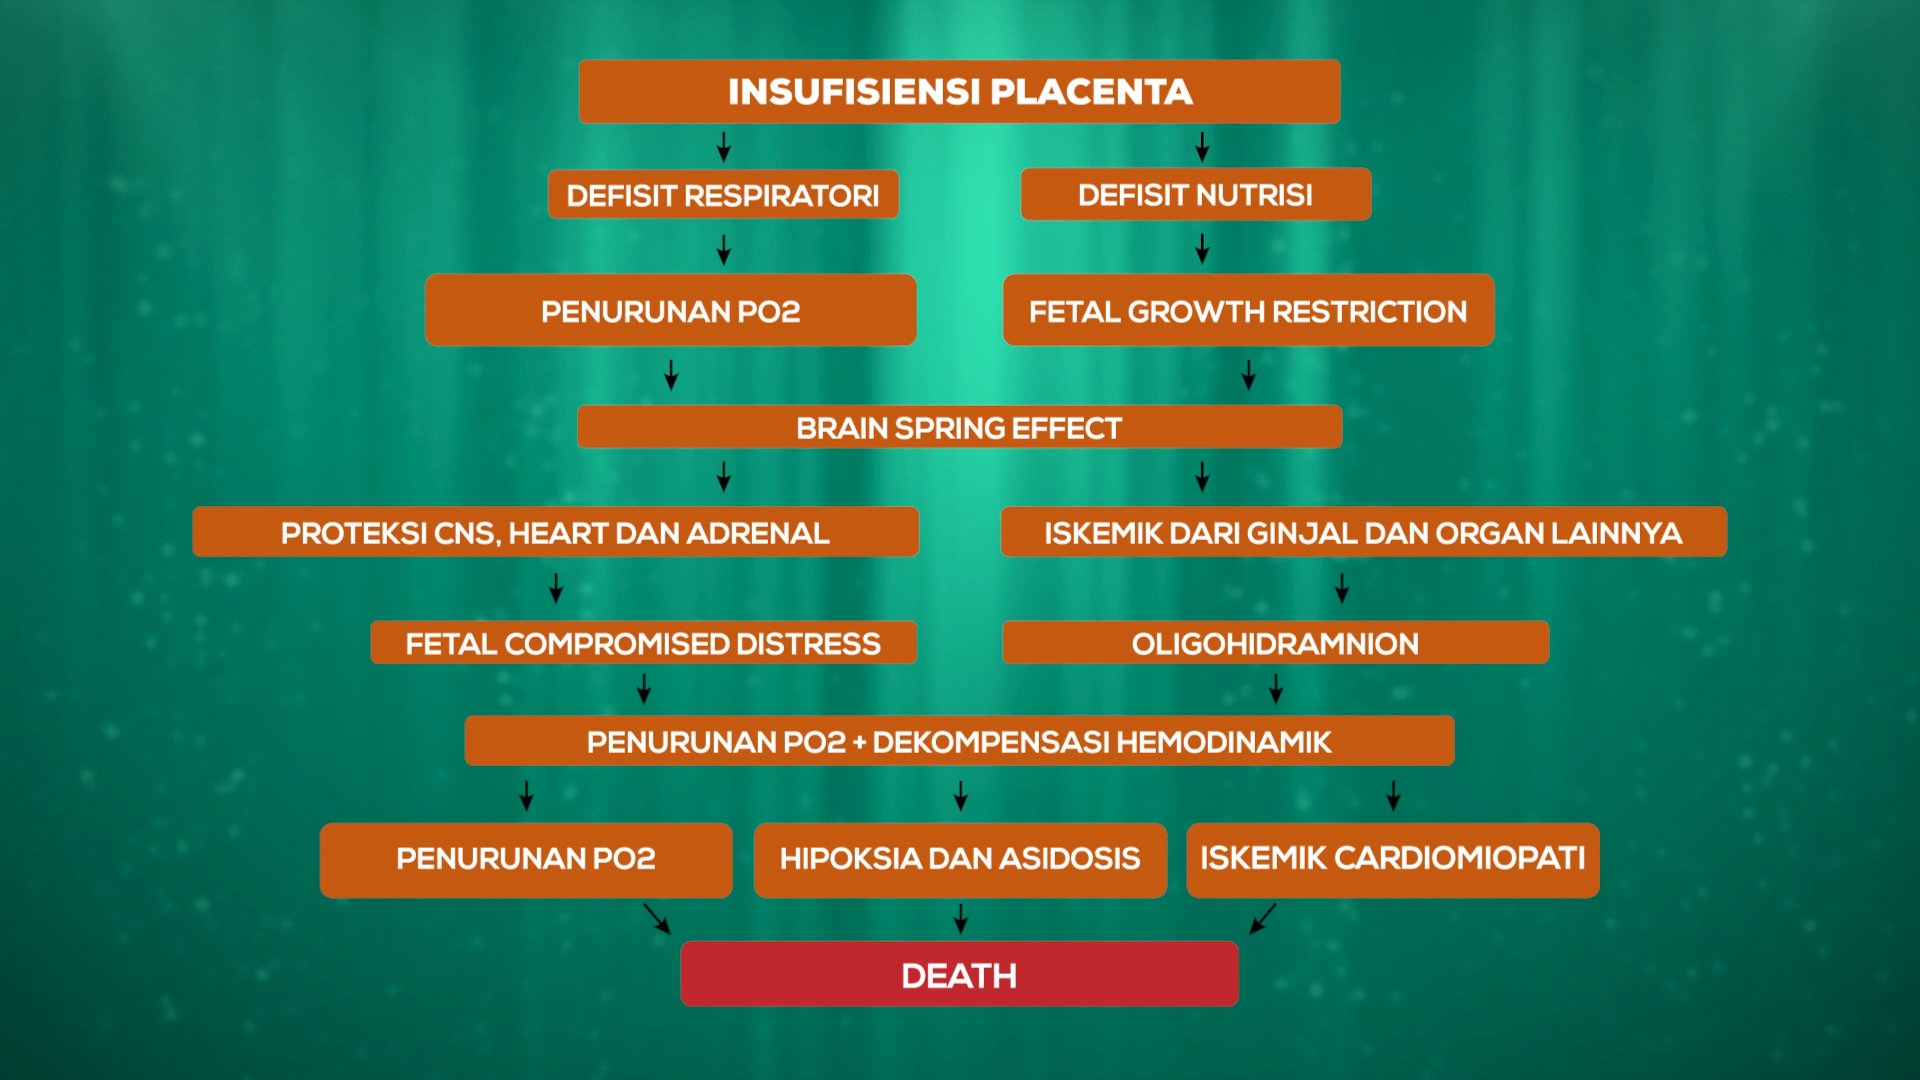 INSUFISIENSI PLACENTA
DEFISIT RESPIRATORI
DEFISIT NUTRISI
PENURUNAN PO2
FETAL GROWTH RESTRICTION
BRAIN SPRING EFFECT
PROTEKSI CNS, HEART DAN ADRENAL
ISKEMIK DARI GINJAL DAN ORGAN LAINNYA
FETAL COMPROMISED DISTRESS
OLIGOHIDRAMNION
PENURUNAN PO2 + DEKOMPENSASI HEMODINAMIK
PENURUNAN PO2
HIPOKSIA DAN ASIDOSIS
ISKEMIK CARDIOMIOPATI
DEATH